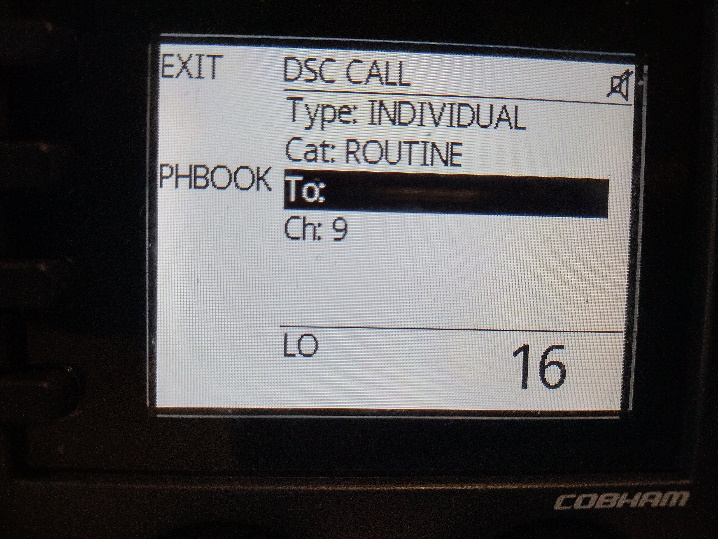 EXIT
DSC CALL
Type: INDIVIDUAL
Cat: ROUTINE
PHBOOK
To:
Ch: 9
LO
16
COBHAM